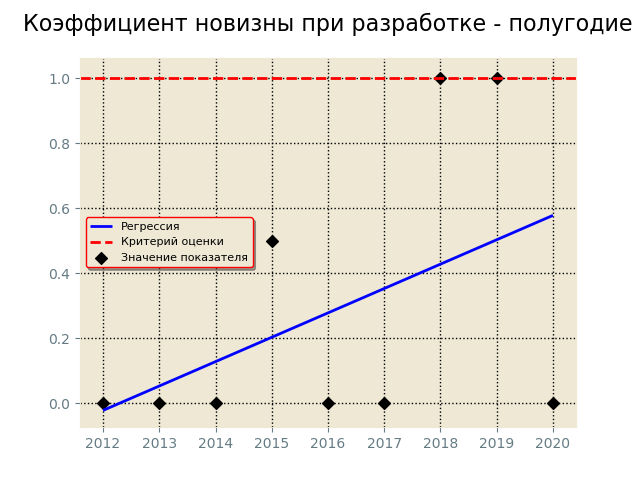 Коэффициент новизны при разработке - полугодие
1.0
0.8
0.6
0.4
0.2
0.0
Регрессия
Критерий оценки
Значение показателя
2012 2013 2014 2015 2016 2017 2018 2019 2020